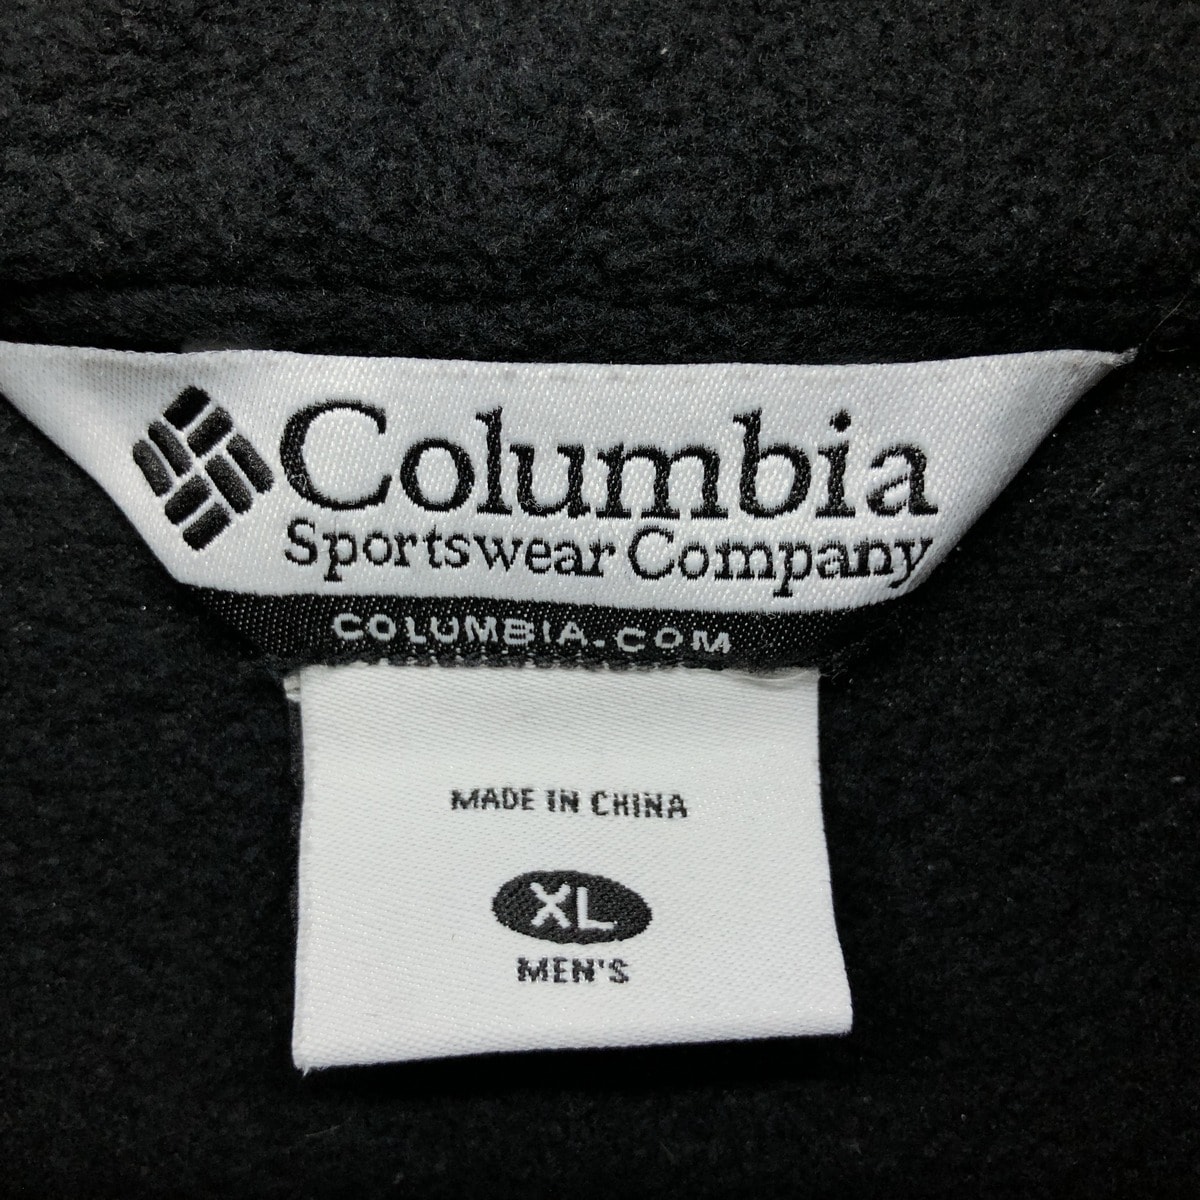 Columbia
Sportswear Company
COLUMBIA.COM
MADE IN CHINA
XL
MEN'S